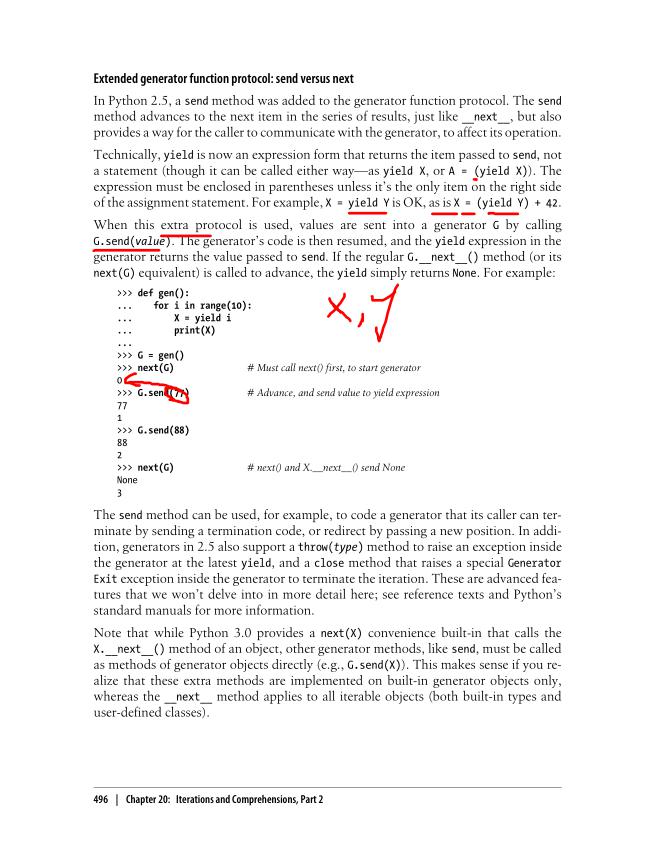 Extended generator function protocol: send versus next
In Python 2.5, a send method was added to the generator function protocol. The send
method advances to the next item in the series of results, just like __next__, but also
provides a way for the caller to communicate with the generator, to affect its operation.
Technically, yield is now an expression form that returns the item passed to send, not
a statement (though it can be called either way—as yield X, or A = (yield X)). The
expression must be enclosed in parentheses unless it's the only item on the right side
of the assignment statement. For example, X = yield Y is OK, as is X = (yield Y) + 42.
When this extra protocol is used, values are sent into a generator G by calling
G.send(value). The generator's code is then resumed, and the yield expression in the
generator returns the value passed to send. If the regular G.__next__() method (or its
next(G) equivalent) is called to advance, the yield simply returns None. For example:
>>> def gen():
...    for i in range(10):
...        X = yield i
...        print(X)
...
x, y
>>> G = gen()
>>> next(G)    # Must call next() first, to start generator
0
>>> G.send(77)    # Advance, and send value to yield expression
77
1
>>> G.send(88)
88
2
>>> next(G)    # next() and X.__next__() send None
None
3
The send method can be used, for example, to code a generator that its caller can ter-
minate by sending a termination code, or redirect by passing a new position. In addi-
tion, generators in 2.5 also support a throw(type) method to raise an exception inside
the generator at the latest yield, and a close method that raises a special Generator
Exit exception inside the generator to terminate the iteration. These are advanced fea-
tures that we won't delve into in more detail here; see reference texts and Python's
standard manuals for more information.
Note that while Python 3.0 provides a next(X) convenience built-in that calls the
X.__next__() method of an object, other generator methods, like send, must be called
as methods of generator objects directly (e.g., G.send(X)). This makes sense if you re-
alize that these extra methods are implemented on built-in generator objects only,
whereas the __next__ method applies to all iterable objects (both built-in types and
user-defined classes).
496 | Chapter 20: Iterations and Comprehensions, Part 2